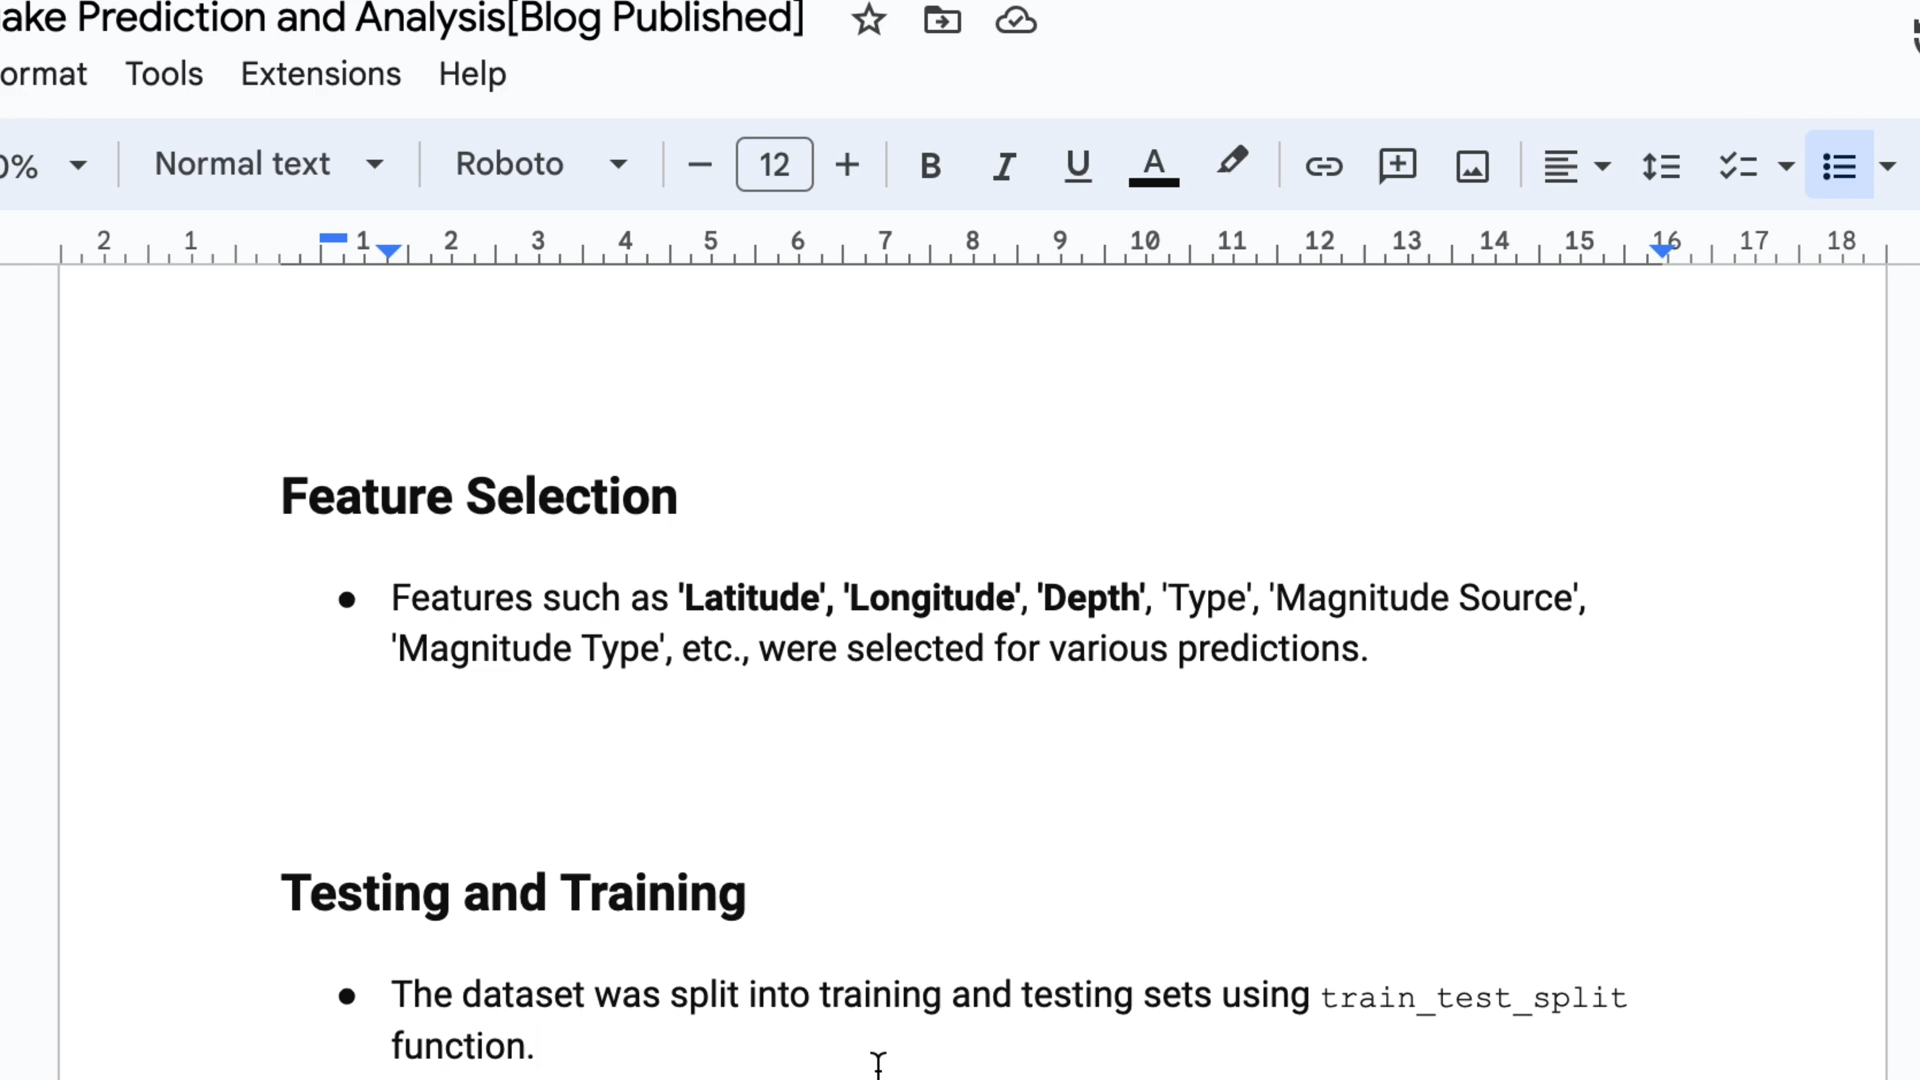 ake Prediction and Analysis[Blog Published]
ormat Tools Extensions Help
0% Normal text Roboto 12 B I U A
2 1 1 2 3 4 5 6 7 8 9 10 11 12 13 14 15 16 17 18
Feature Selection
● Features such as 'Latitude', 'Longitude', 'Depth', 'Type', 'Magnitude Source',
'Magnitude Type', etc., were selected for various predictions.
Testing and Training
● The dataset was split into training and testing sets using train_test_split
function.